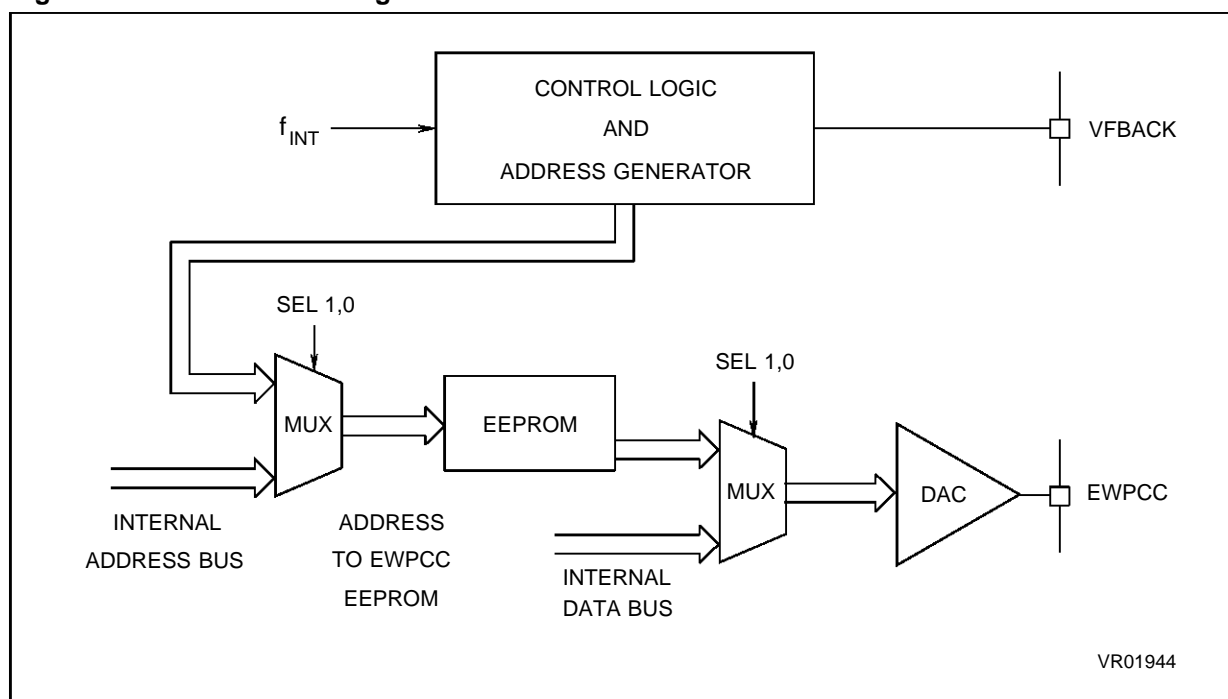 CONTROL LOGIC
AND
ADDRESS GENERATOR
f INT
VFBACK
SEL 1,0
SEL 1,0
MUX
EEPROM
MUX
DAC
EWPCC
INTERNAL
ADDRESS BUS
ADDRESS
TO EWPCC
EEPROM
INTERNAL
DATA BUS
VR01944